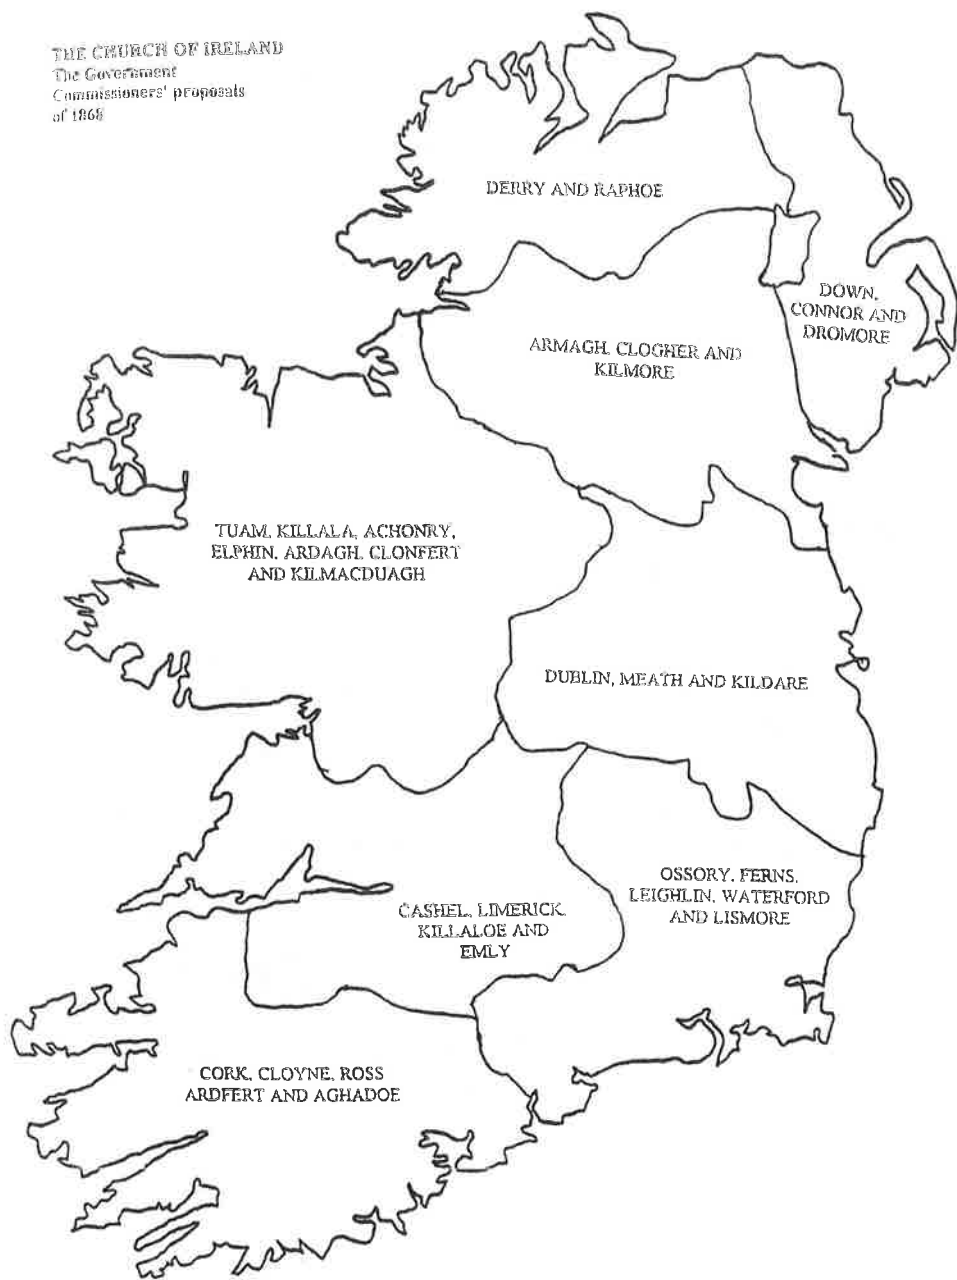 THE CHURCH OF IRELAND
The Government
Commissioners' proposals
of 1868
DERRY AND RAPHOE
DOWN,
CONNOR AND
DROMORE
ARMAGH, CLOGHER AND
KILMORE
TUAM, KILLALA, ACHONRY,
ELPHIN, ARDAGH, CLONFERT
AND KILMACDUAGH
DUBLIN, MEATH AND KILDARE
OSSORY, FERNS,
LEIGHLIN, WATERFORD
AND LISMORE
CASHEL, LIMERICK,
KILLALOE AND
EMLY
CORK, CLOYNE, ROSS
ARDFERT AND AGHADOE